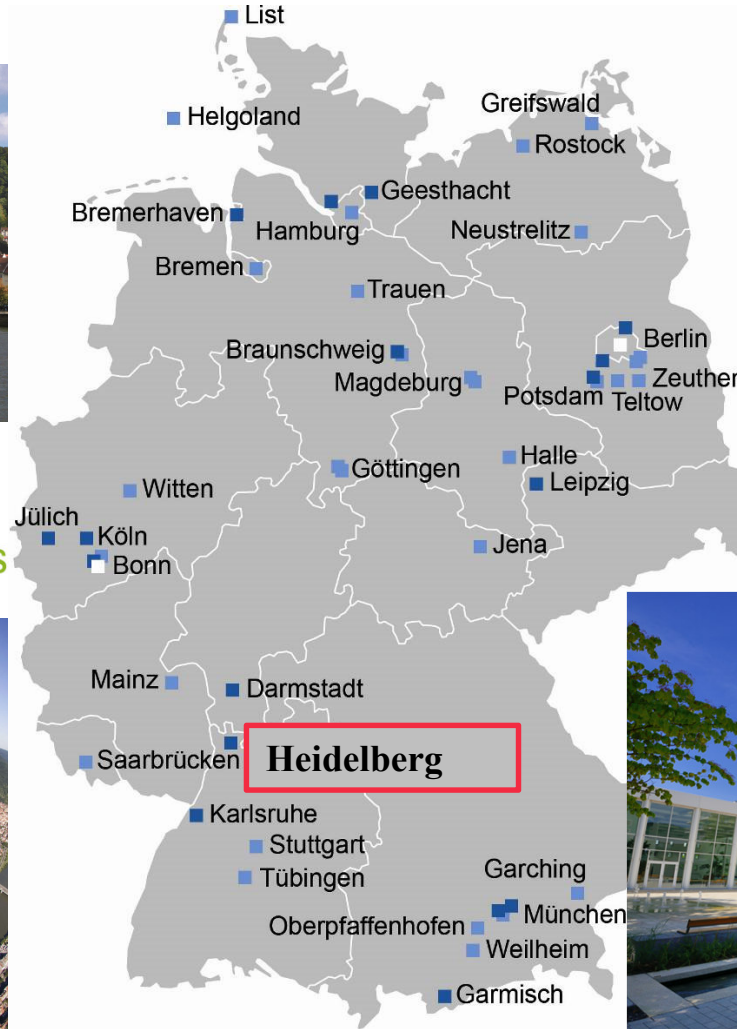 List
Greifswald
Helgoland
Rostock
Geesthacht
Bremerhaven
Hamburg
Neustrelitz
Bremen
Trauen
Berlin
Braunschweig
Magdeburg
Zeuthen
Potsdam
Teltow
Halle
Göttingen
Leipzig
Witten
Jülich
Köln
Jena
s
Bonn
Mainz
Darmstadt
Saarbrücken
Heidelberg
Karlsruhe
Stuttgart
Garching
Tübingen
München
Oberpfaffenhofen
Weilheim
Garmisch